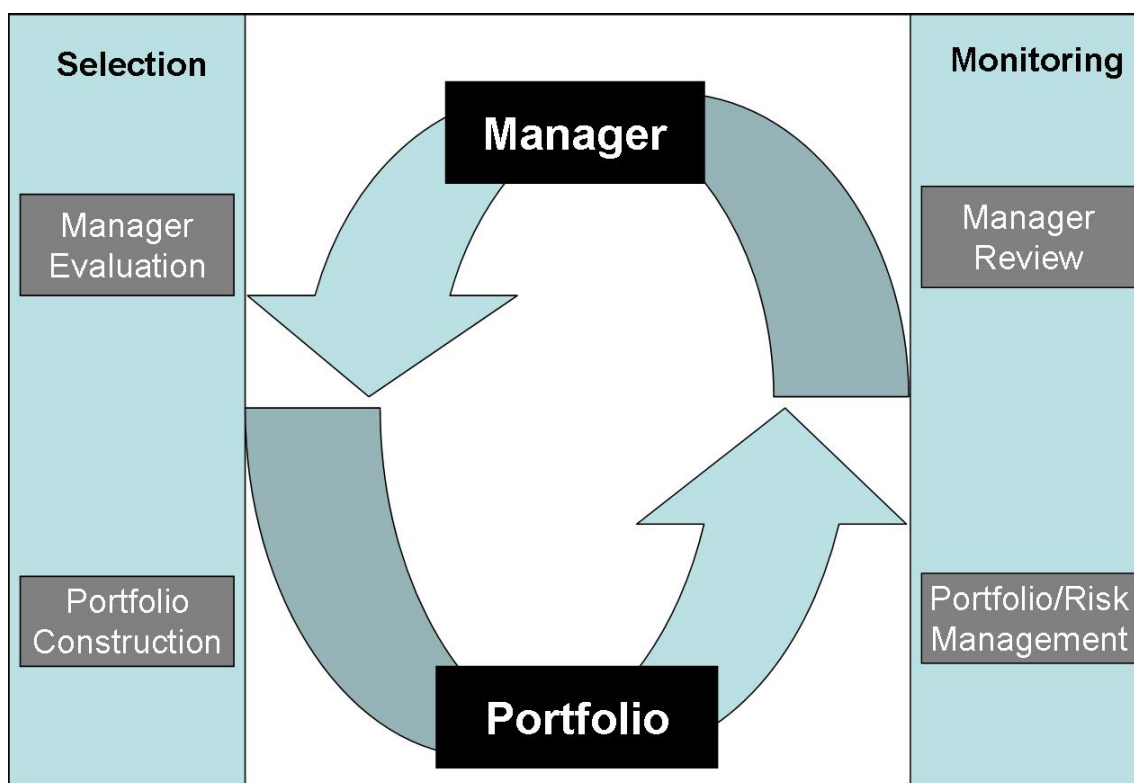 Selection
Manager
Evaluation
Portfolio
Construction
Manager
Portfolio
Monitoring
Manager
Review
Portfolio/Risk
Management